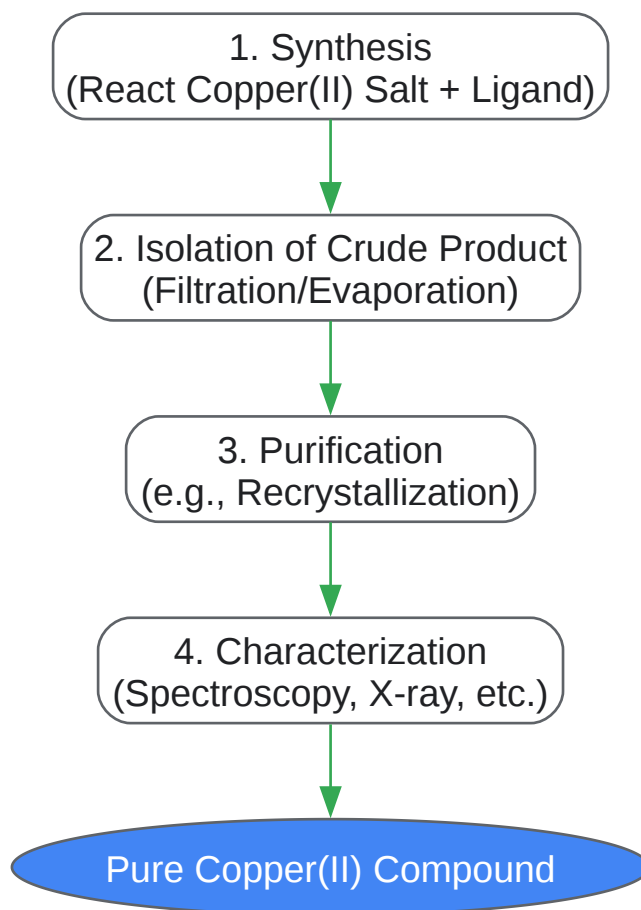 1. Synthesis
(React Copper(II) Salt + Ligand)
2. Isolation of Crude Product
(Filtration/Evaporation)
3. Purification
(e.g., Recrystallization)
4. Characterization
(Spectroscopy, X-ray, etc.)
Pure Copper(II) Compound